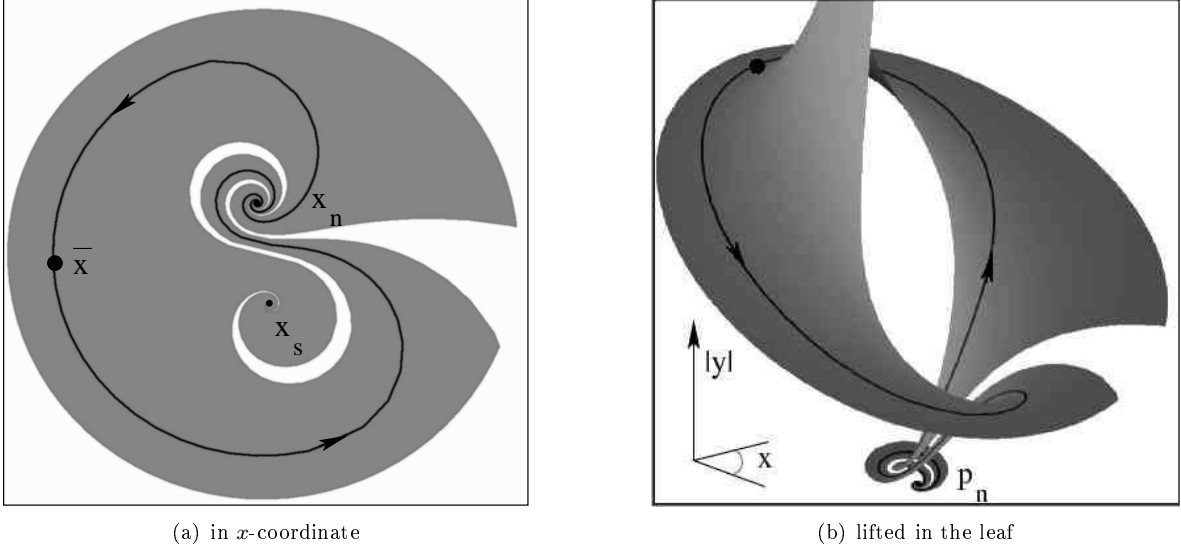 x̅
x
n
x
s
|y|
x
p
n
(a) in x-coordinate
(b) lifted in the leaf